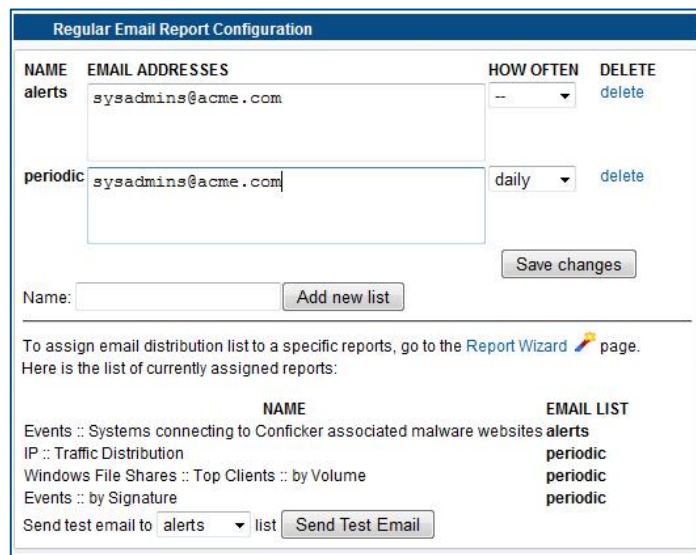 Regular Email Report Configuration
NAME EMAIL ADDRESSES HOW OFTEN DELETE
alerts sysadmins@acme.com -- delete
periodic sysadmins@acme.com daily delete
Save changes
Name: Add new list
To assign email distribution list to a specific reports, go to the Report Wizard page.
Here is the list of currently assigned reports:
NAME EMAIL LIST
Events :: Systems connecting to Conficker associated malware websites alerts
IP :: Traffic Distribution periodic
Windows File Shares :: Top Clients :: by Volume periodic
Events :: by Signature periodic
Send test email to alerts list Send Test Email